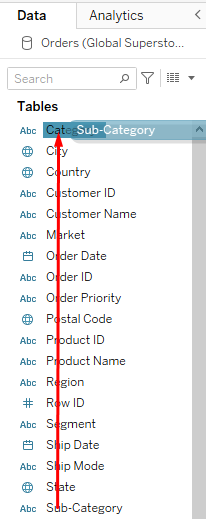 Data
Analytics
Orders (Global Supersto...
Search
Tables
Abc Category Sub-Category
City
Country
Abc Customer ID
Abc Customer Name
Abc Market
Order Date
Abc Order ID
Abc Order Priority
Postal Code
Abc Product ID
Abc Product Name
Abc Region
# Row ID
Abc Segment
Ship Date
Abc Ship Mode
State
Abc Sub-Category